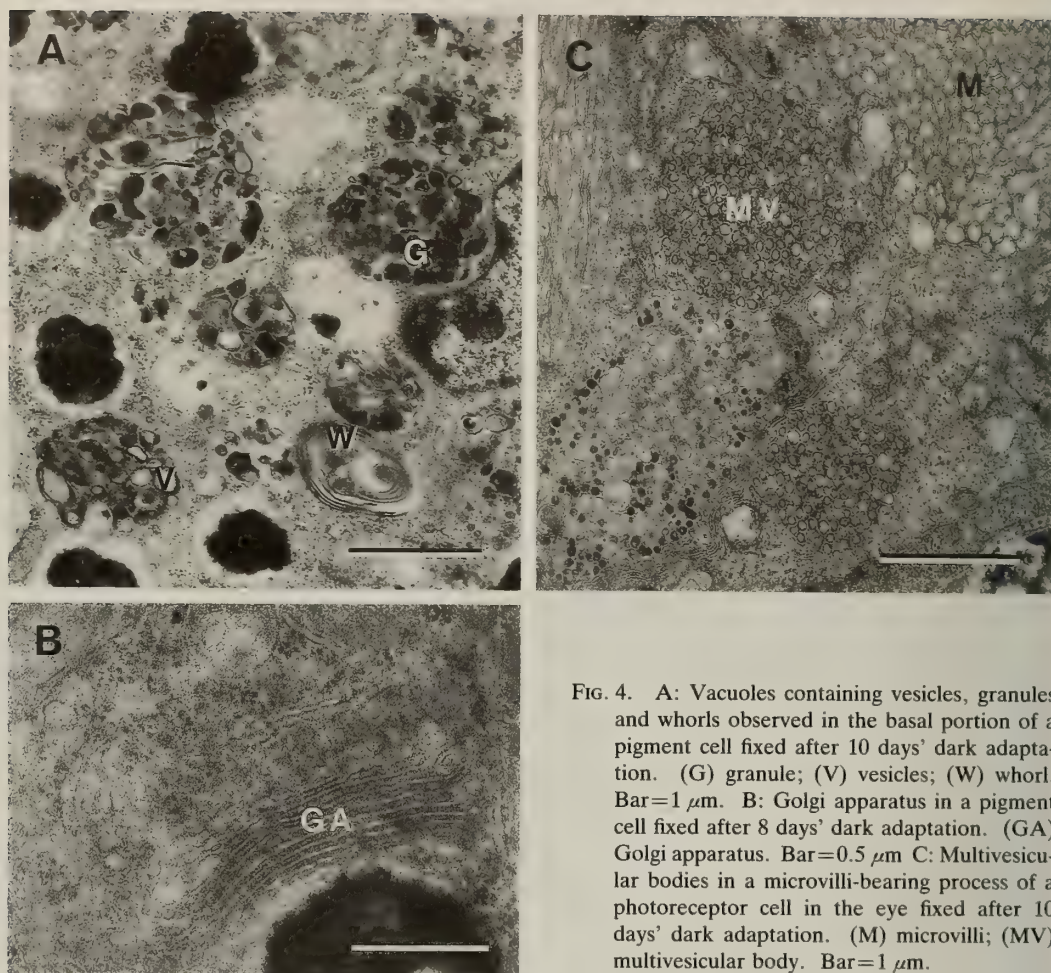 A
G
W
V
C
M
MV
B
GA
FIG. 4. A: Vacuoles containing vesicles, granules
and whorls observed in the basal portion of a
pigment cell fixed after 10 days' dark adapta-
tion. (G) granule; (V) vesicles; (W) whorl.
Bar=1 μm. B: Golgi apparatus in a pigment
cell fixed after 8 days' dark adaptation. (GA)
Golgi apparatus. Bar=0.5 μm C: Multivesicu-
lar bodies in a microvilli-bearing process of a
photoreceptor cell in the eye fixed after 10
days' dark adaptation. (M) microvilli; (MV)
multivesicular body. Bar=1 μm.